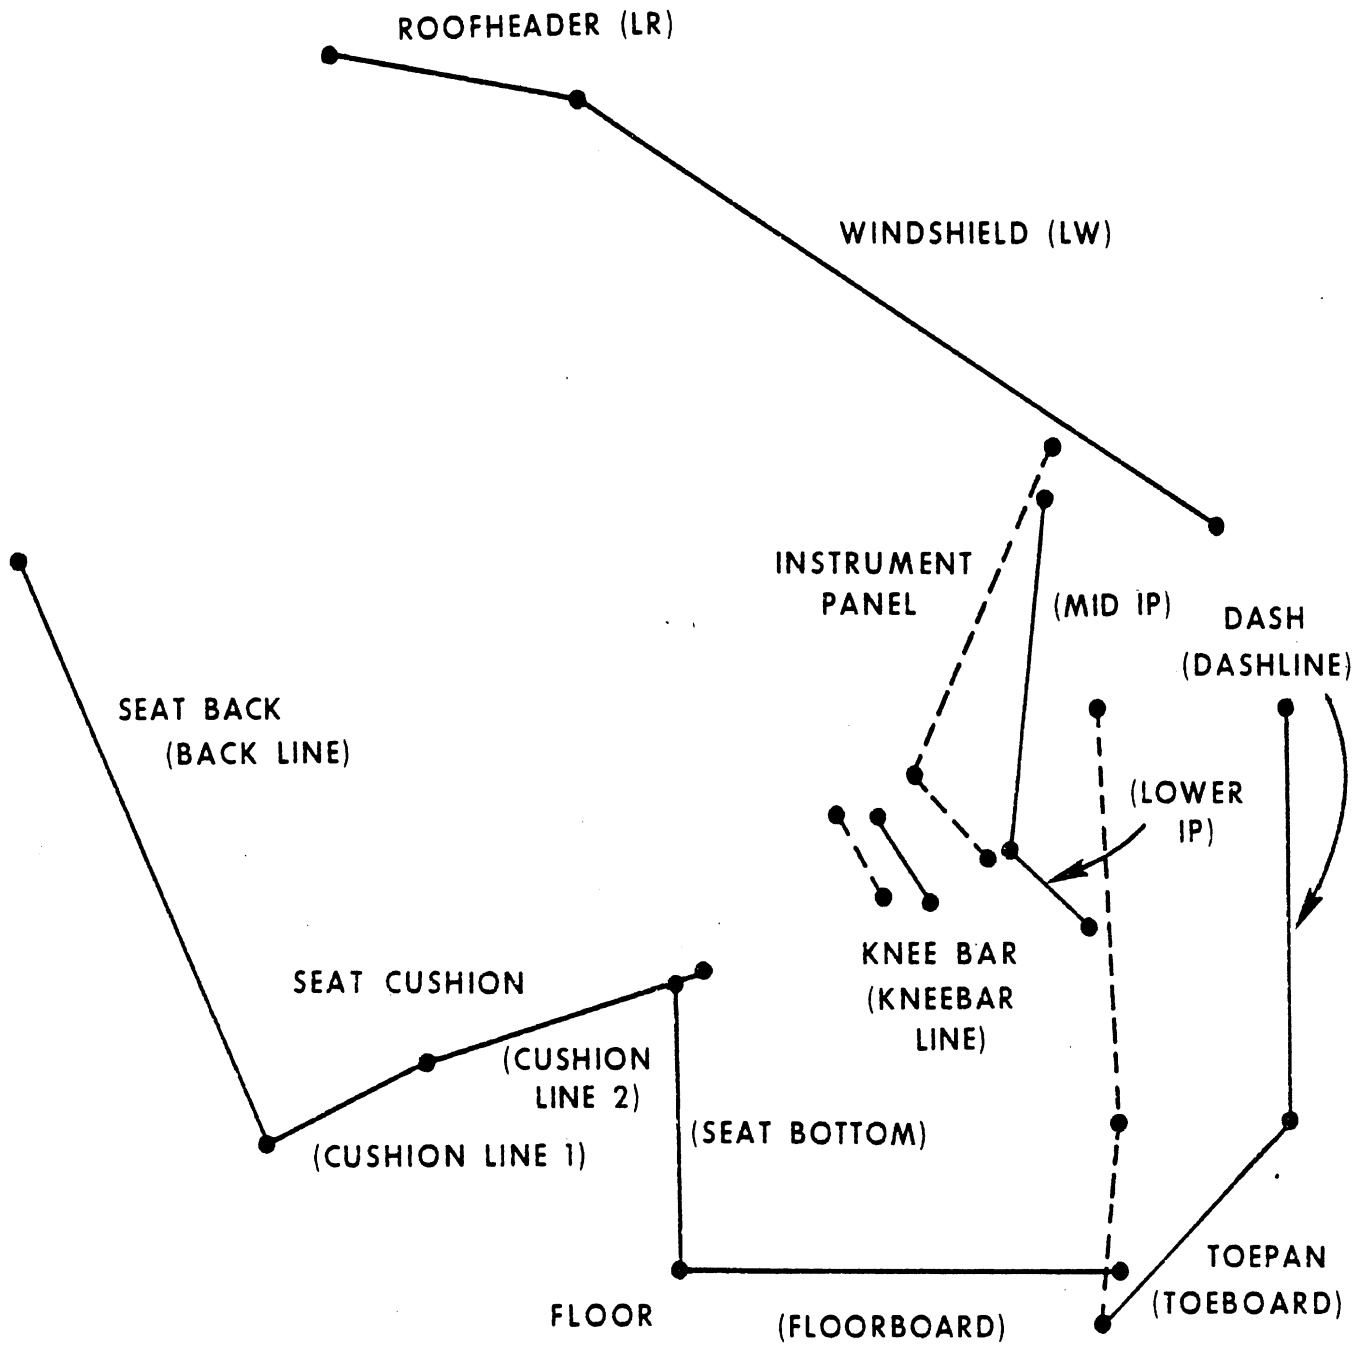 ROOFHEADER (LR)
WINDSHIELD (LW)
INSTRUMENT
PANEL
(MID IP)
DASH
(DASHLINE)
SEAT BACK
(BACK LINE)
(LOWER
IP)
KNEE BAR
(KNEEBAR
LINE)
SEAT CUSHION
(CUSHION
LINE 2)
(CUSHION LINE 1)
(SEAT BOTTOM)
TOEPAN
(TOEBOARD)
FLOOR
(FLOORBOARD)